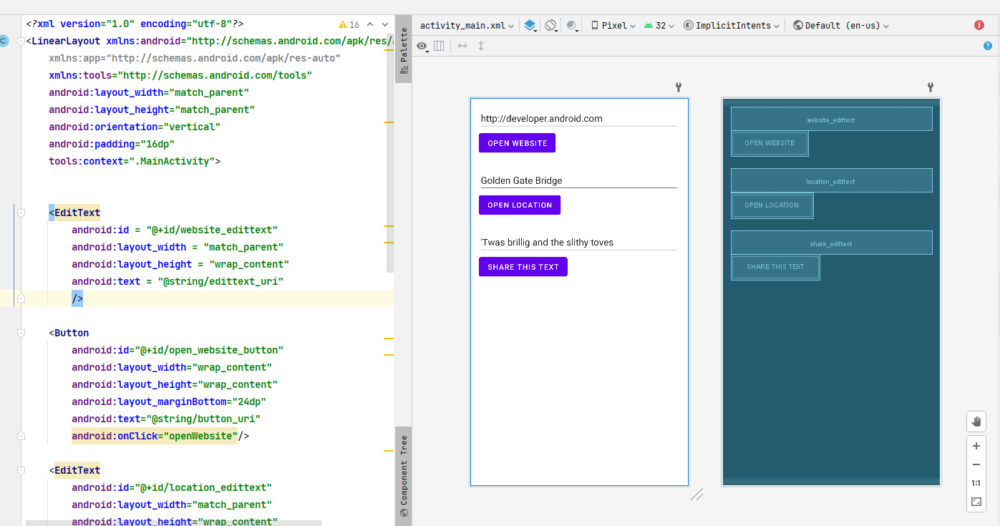 <?xml version="1.0" encoding="utf-8"?>
16
<LinearLayout xmlns:android="http://schemas.android.com/apk/res/
xmlns:app="http://schemas.android.com/apk/res-auto"
xmlns:tools="http://schemas.android.com/tools"
android:layout_width="match_parent"
android:layout_height="match_parent"
android:orientation="vertical"
android:padding="16dp"
tools:context=".MainActivity">
<EditText
android:id = "@+id/website_edittext"
android:layout_width = "match_parent"
android:layout_height = "wrap_content"
android:text = "@string/edittext_uri"
/>
<Button
android:id="@+id/open_website_button"
android:layout_width="wrap_content"
android:layout_height="wrap_content"
android:layout_marginBottom="24dp"
android:text="@string/button_uri"
android:onClick="openWebsite"/>
<EditText
android:id="@+id/location_edittext"
android:layout_width="match_parent"
android:layout_height="wrap_content"
C
Palette
Component Tree
activity_main.xml
Pixel
32
ImplicitIntents
Default (en-us)
!
?
http://developer.android.com
OPEN WEBSITE
Golden Gate Bridge
OPEN LOCATION
'Twas brillig and the slithy toves
SHARE THIS TEXT
website_edittext
OPEN WEBSITE
location_edittext
OPEN LOCATION
share_edittext
SHARE THIS TEXT
1:1